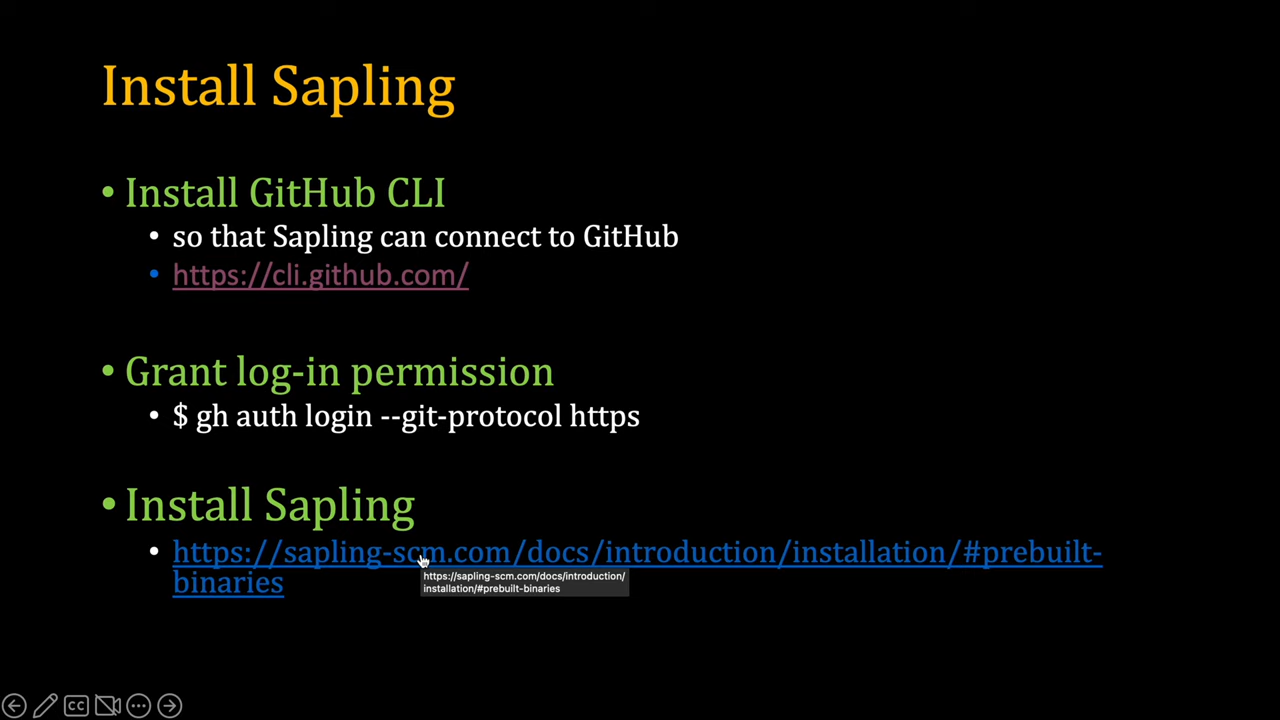 Install Sapling
• Install GitHub CLI
• so that Sapling can connect to GitHub
• https://cli.github.com/
• Grant log-in permission
• $ gh auth login --git-protocol https
• Install Sapling
• https://sapling-scm.com/docs/introduction/installation/#prebuilt-
binaries
https://sapling-scm.com/docs/introduction/
installation/#prebuilt-binaries
CC